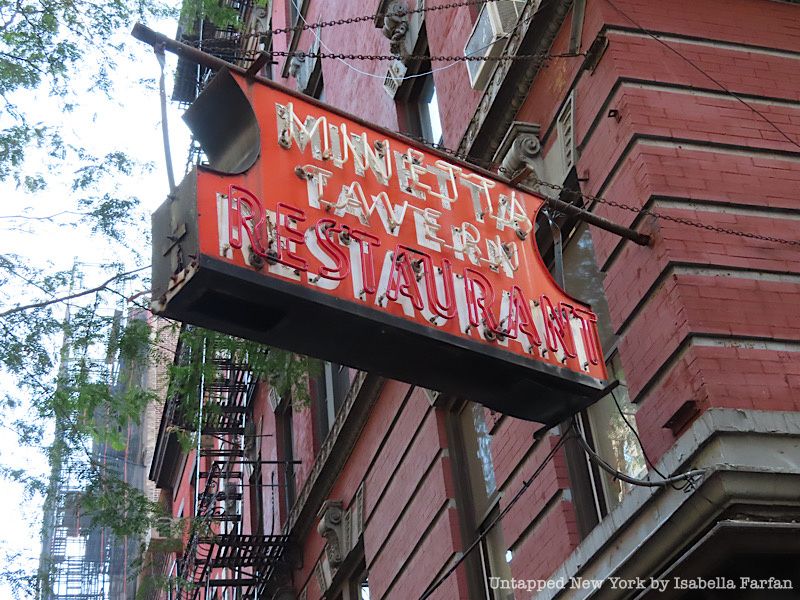 MINETTA
TAVERN
RESTAURANT
Untapped New York by Isabella Farfan